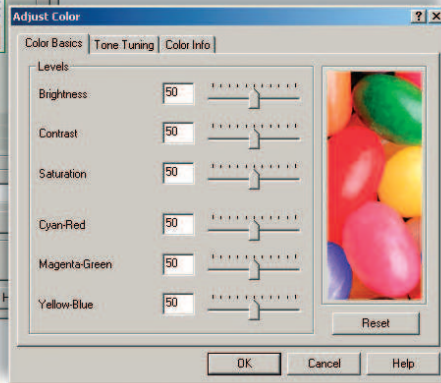 Adjust Color
Color Basics Tone Tuning Color Info
Levels
Brightness 50
Contrast 50
Saturation 50
Cyan-Red 50
Magenta-Green 50
Yellow-Blue 50
Reset
OK Cancel Help
H